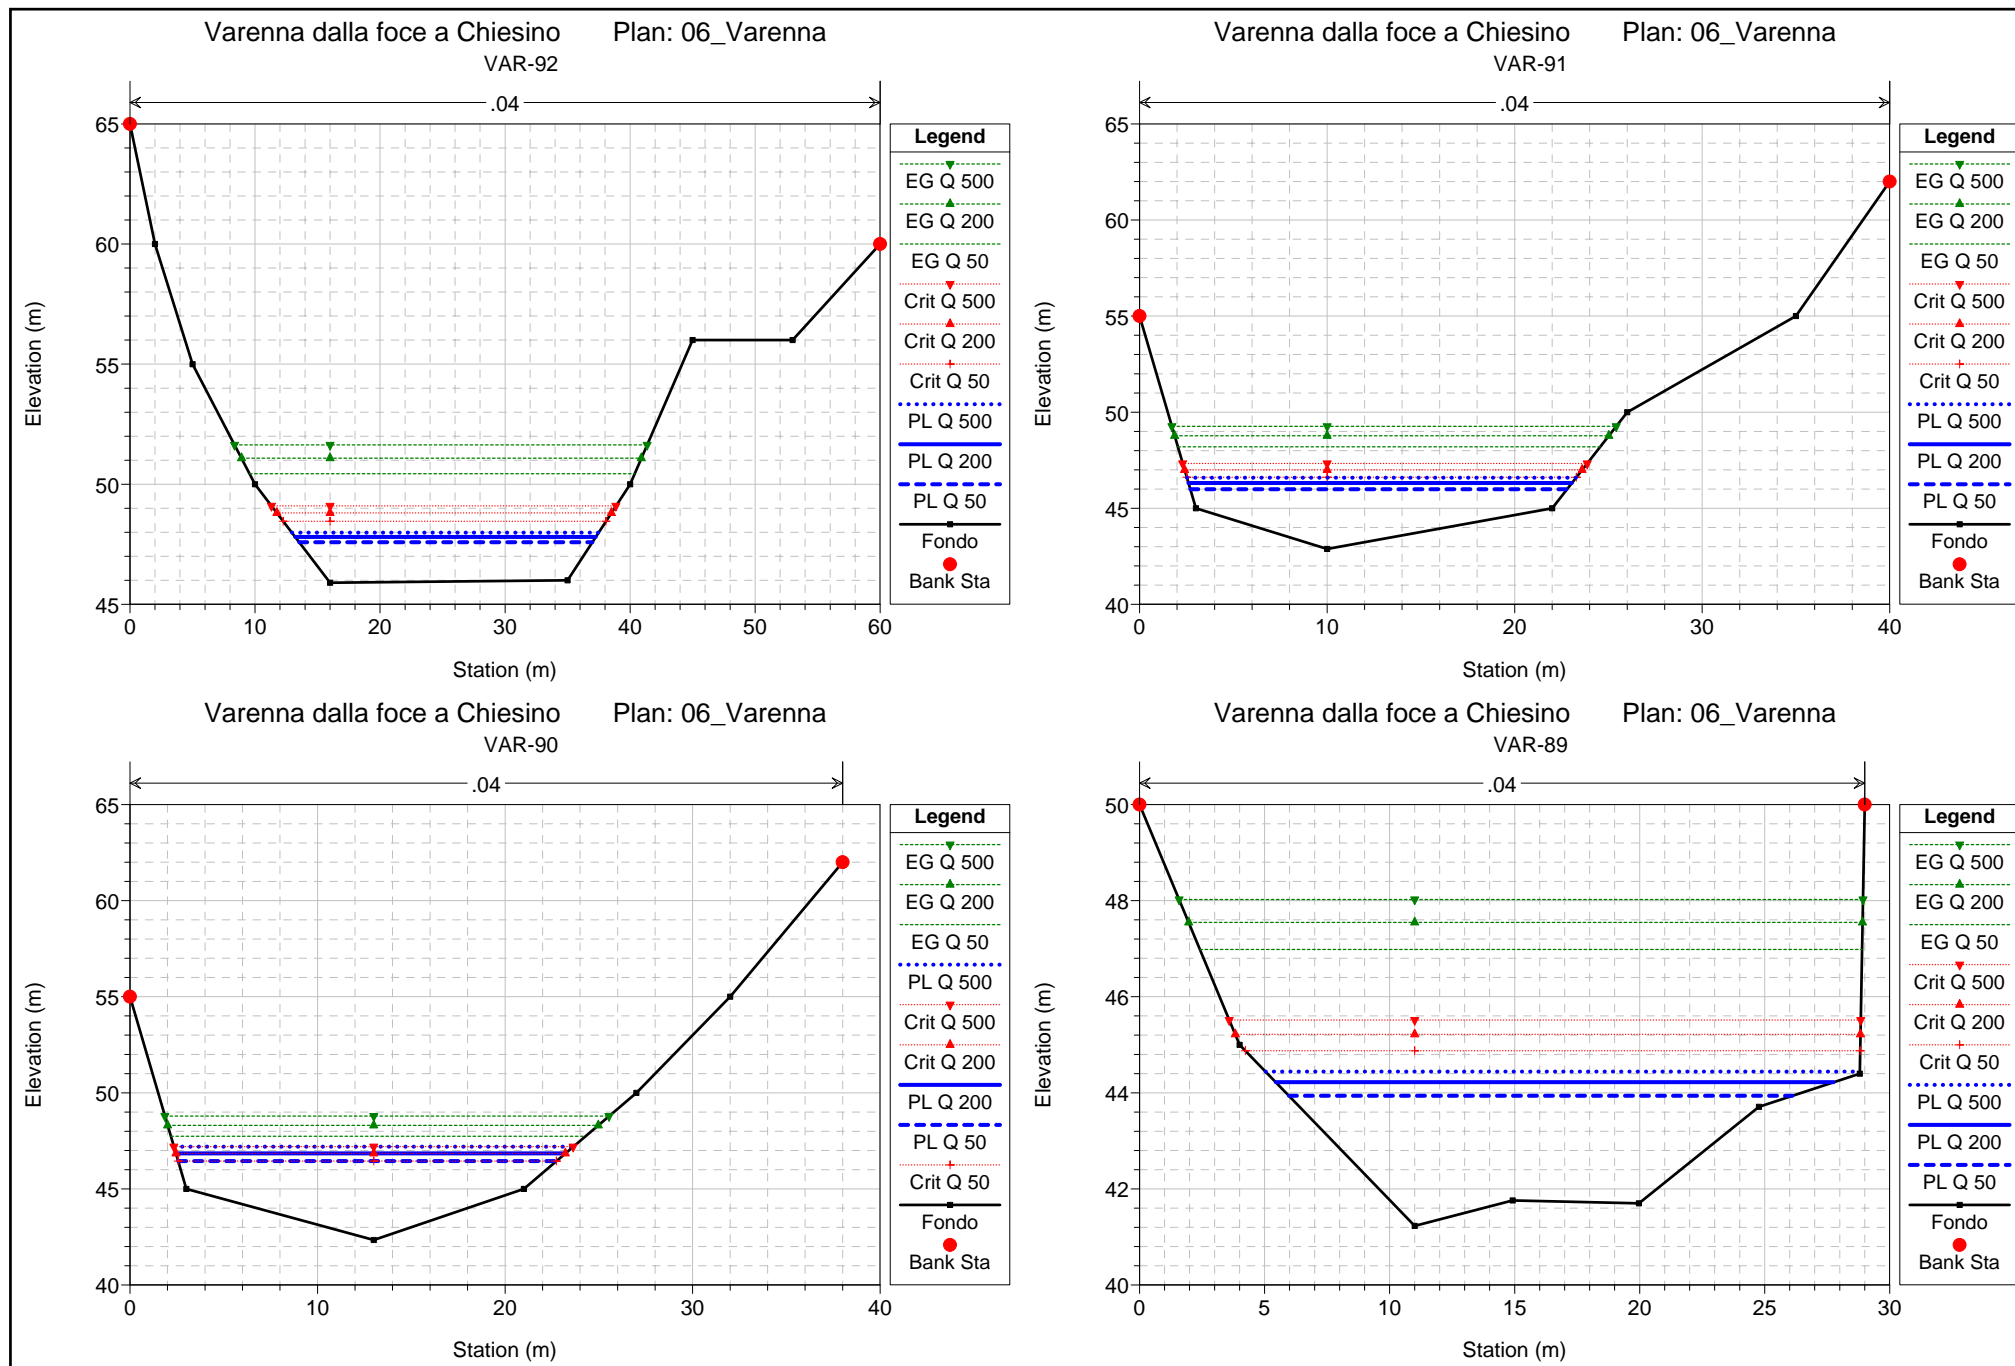 Varenna dalla foce a Chiesino Plan: 06_Varenna
VAR-92
.04
65
60
55
50
45
Elevation (m)
0 10 20 30 40 50 60
Station (m)
Legend
EG Q 500
EG Q 200
EG Q 50
Crit Q 500
Crit Q 200
Crit Q 50
PL Q 500
PL Q 200
PL Q 50
Fondo
Bank Sta
Varenna dalla foce a Chiesino Plan: 06_Varenna
VAR-91
.04
65
60
55
50
45
40
Elevation (m)
0 10 20 30 40
Station (m)
Legend
EG Q 500
EG Q 200
EG Q 50
Crit Q 500
Crit Q 200
Crit Q 50
PL Q 500
PL Q 200
PL Q 50
Fondo
Bank Sta
Varenna dalla foce a Chiesino Plan: 06_Varenna
VAR-90
.04
65
60
55
50
45
40
Elevation (m)
0 10 20 30 40
Station (m)
Legend
EG Q 500
EG Q 200
EG Q 50
PL Q 500
Crit Q 500
Crit Q 200
PL Q 200
PL Q 50
Crit Q 50
Fondo
Bank Sta
Varenna dalla foce a Chiesino Plan: 06_Varenna
VAR-89
.04
50
48
46
44
42
40
Elevation (m)
0 5 10 15 20 25 30
Station (m)
Legend
EG Q 500
EG Q 200
EG Q 50
Crit Q 500
Crit Q 200
Crit Q 50
PL Q 500
PL Q 200
PL Q 50
Fondo
Bank Sta